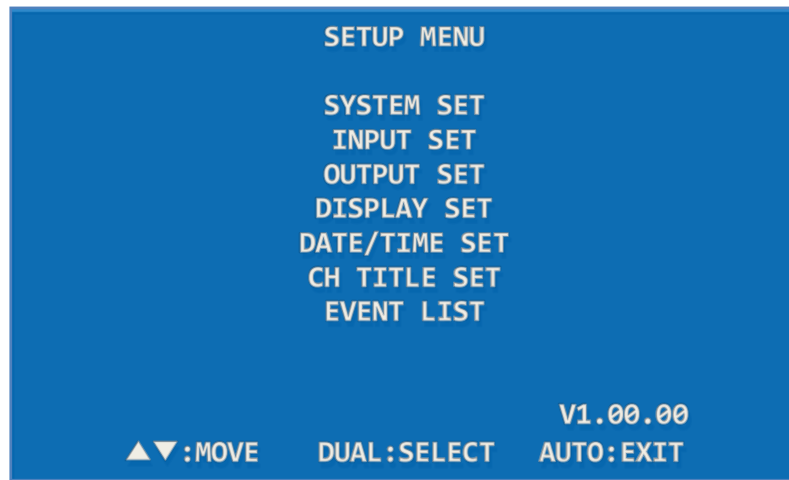 SETUP MENU
SYSTEM SET
INPUT SET
OUTPUT SET
DISPLAY SET
DATE/TIME SET
CH TITLE SET
EVENT LIST
V1.00.00
▲▼:MOVE DUAL:SELECT AUTO:EXIT